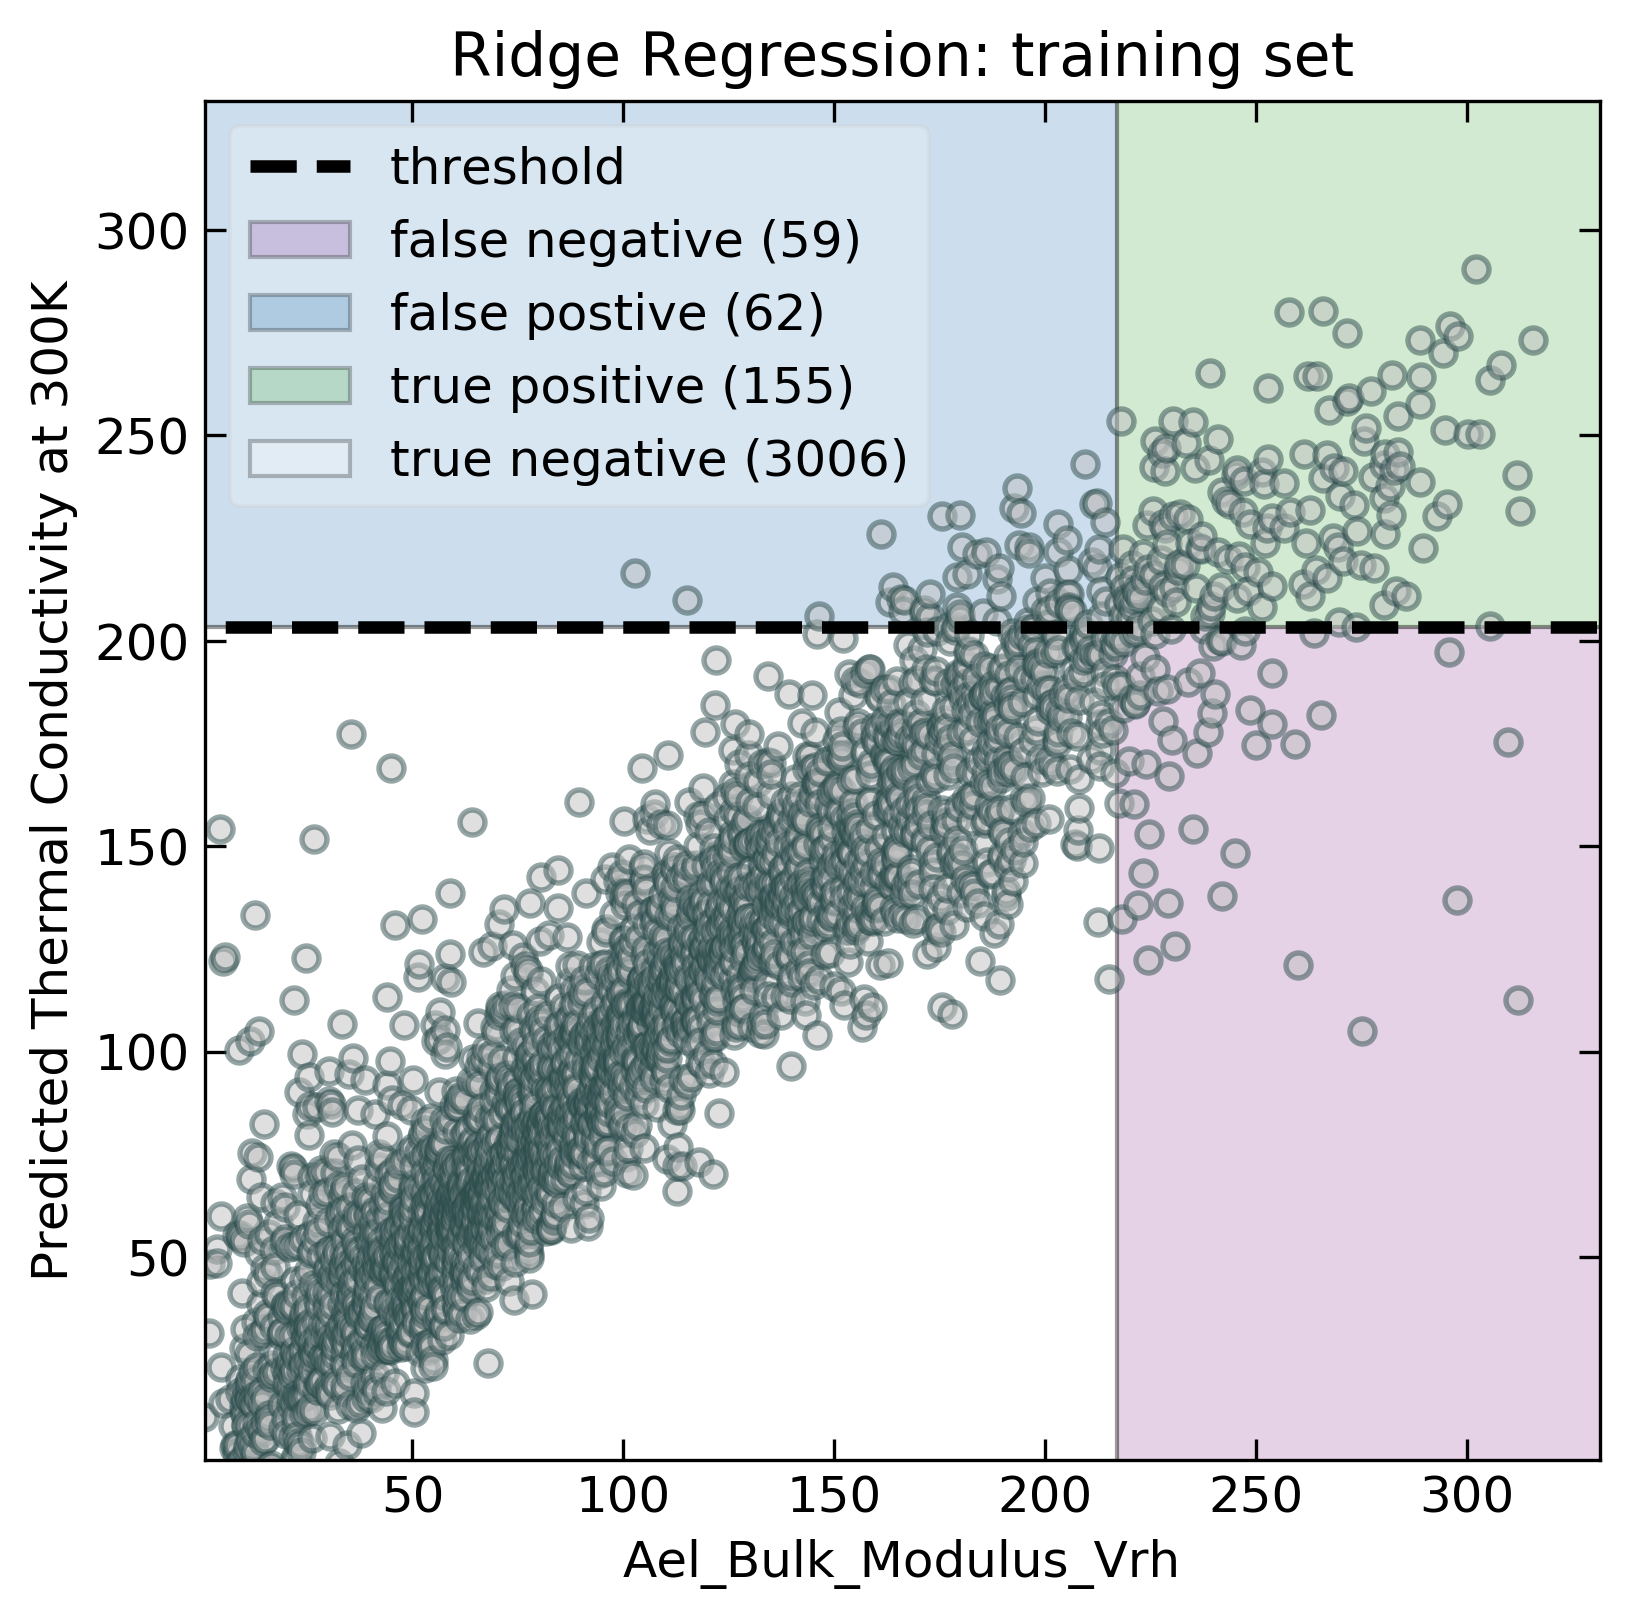 Ridge Regression: training set
threshold
false negative (59)
false postive (62)
true positive (155)
true negative (3006)
Predicted Thermal Conductivity at 300K
300
250
200
150
100
50
50
100
150
200
250
300
Ael_Bulk_Modulus_Vrh